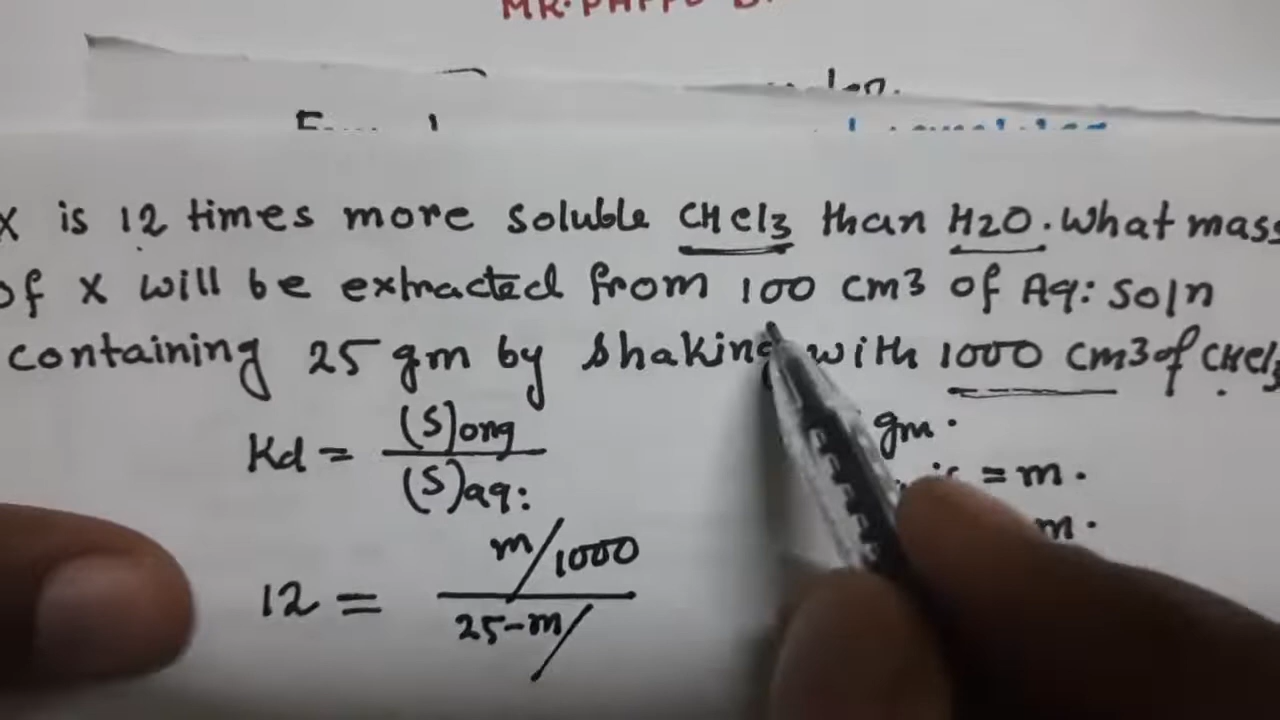 X is 12 times more soluble CHCl3 than H2O. What mass
of X will be extracted from 100 cm3 of Aq: soln
containing 25 gm by shaking with 1000 cm3 of CHCl3
Kd = (S)org / (S)aq:
gm.
= m.
m.
12 = m/1000 / 25-m/